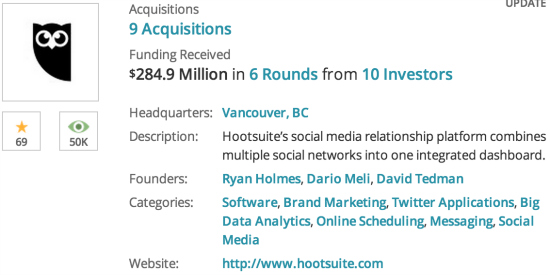 UPDATE
Acquisitions
9 Acquisitions
Funding Received
$284.9 Million in 6 Rounds from 10 Investors
69
50K
Headquarters: Vancouver, BC
Description: Hootsuite's social media relationship platform combines
multiple social networks into one integrated dashboard.
Founders: Ryan Holmes, Dario Meli, David Tedman
Categories: Software, Brand Marketing, Twitter Applications, Big
Data Analytics, Online Scheduling, Messaging, Social
Media
Website: http://www.hootsuite.com